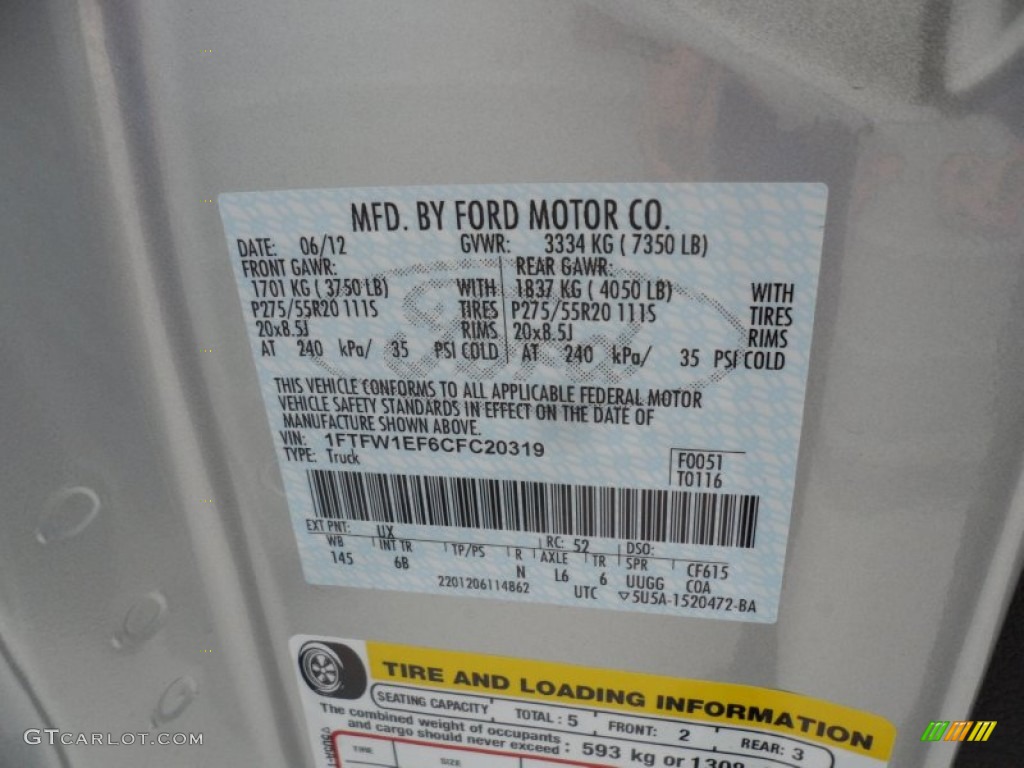 MFD. BY FORD MOTOR CO.
DATE: 06/12 GVWR: 3334 KG ( 7350 LB)
FRONT GAWR: REAR GAWR:
1701 KG ( 3750 LB) WITH 1837 KG ( 4050 LB) WITH
P275/55R20 111S TIRES P275/55R20 111S TIRES
20x8.5J RIMS 20x8.5J RIMS
AT 240 kPa/ 35 PSI COLD AT 240 kPa/ 35 PSI COLD
Ford
THIS VEHICLE CONFORMS TO ALL APPLICABLE FEDERAL MOTOR
VEHICLE SAFETY STANDARDS IN EFFECT ON THE DATE OF
MANUFACTURE SHOWN ABOVE.
VIN: 1FTFW1EF6CFC20319
TYPE: Truck
F0051
T0116
EXT PNT: UX RC: 52 DSO:
WB INT TR TP/PS R AXLE TR SPR CF615
145 6B N L6 6 UUGG COA
2201206114862 UTC ▽5U5A-1520472-BA
TIRE AND LOADING INFORMATION
SEATING CAPACITY TOTAL : 5 FRONT: 2 REAR: 3
The combined weight of occupants
and cargo should never exceed : 593 kg or 1308
TIRE SIZE
GTCarlot.com